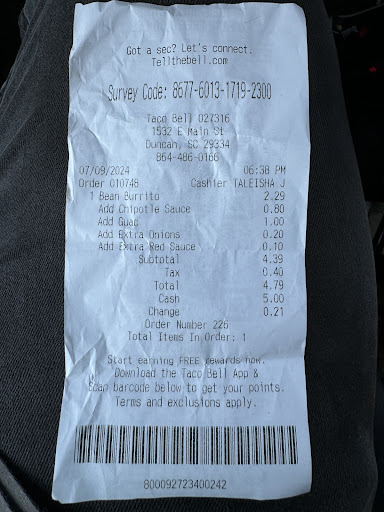 Got a sec? Let's connect.
Tellthebell.com
Survey Code: 8677-6013-1719-2300
Taco Bell 027316
1532 E Main St
Duncan, SC 29334
864-486-0166
07/09/2024 06:38 PM
Order 010748 Cashier TALEISHA J
1 Bean Burrito 2.29
Add Chipotle Sauce 0.80
Add Guac 1.00
Add Extra Onions 0.20
Add Extra Red Sauce 0.10
Subtotal 4.39
Tax 0.40
Total 4.79
Cash 5.00
Change 0.21
Order Number 226
Total Items In Order: 1
Start earning FREE rewards now.
Download the Taco Bell App &
Scan barcode below to get your points.
Terms and exclusions apply.
800092723400242